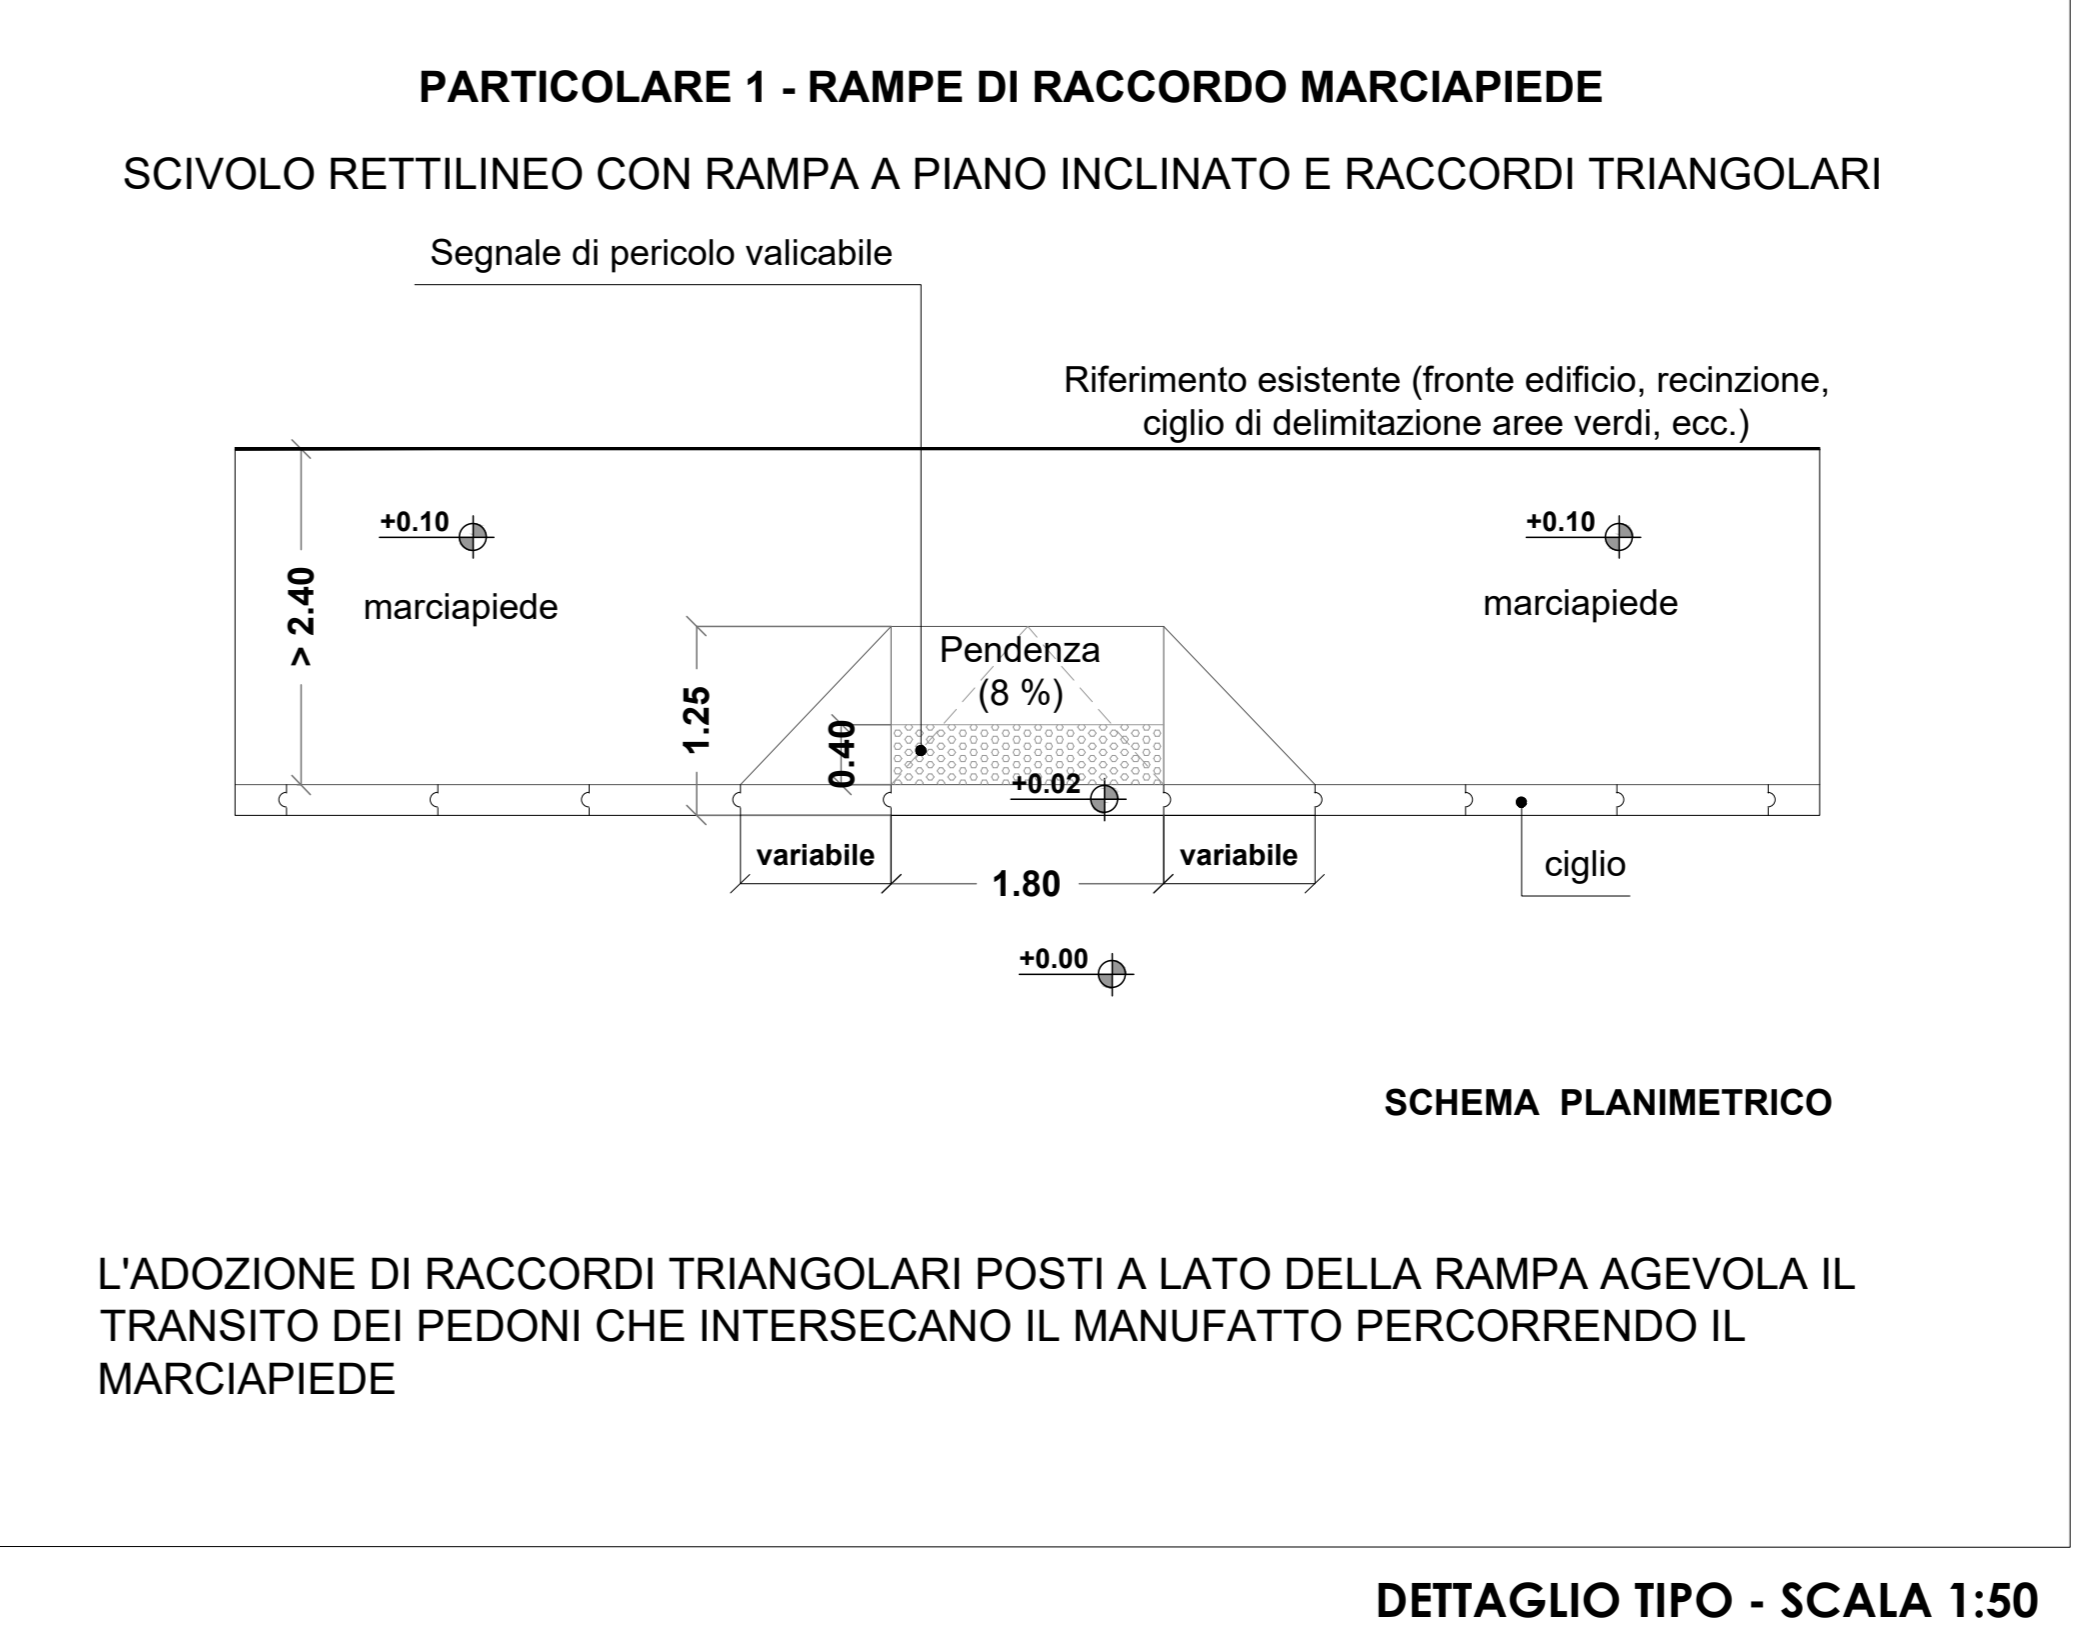 PARTICOLARE 1 - RAMPE DI RACCORDO MARCIAPIEDE
SCIVOLO RETTILINEO CON RAMPA A PIANO INCLINATO E RACCORDI TRIANGOLARI
Segnale di pericolo valicabile
Riferimento esistente (fronte edificio, recinzione,
ciglio di delimitazione aree verdi, ecc.)
+0.10
+0.10
> 2.40
marciapiede
marciapiede
Pendenza
(8 %)
1.25
0.40
+0.02
variabile
variabile
ciglio
1.80
+0.00
SCHEMA PLANIMETRICO
L'ADOZIONE DI RACCORDI TRIANGOLARI POSTI A LATO DELLA RAMPA AGEVOLA IL
TRANSITO DEI PEDONI CHE INTERSECANO IL MANUFATTO PERCORRENDO IL
MARCIAPIEDE
DETTAGLIO TIPO - SCALA 1:50